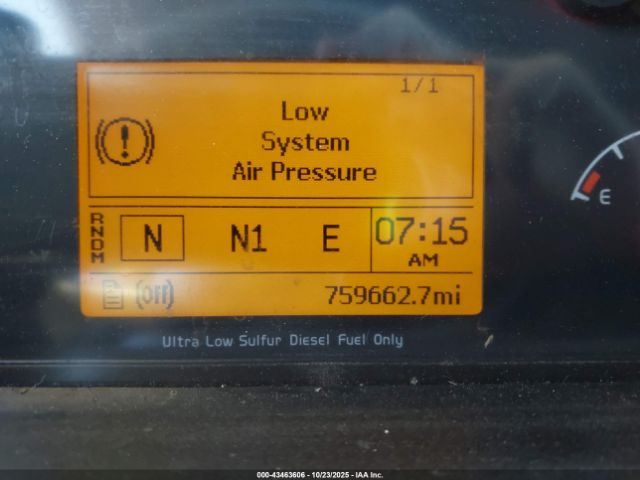 1/1
Low
System
Air Pressure
RNDM N N1 E 07:15
AM
(Off) 759662.7mi
E
Ultra Low Sulfur Diesel Fuel Only
000-43463606 - 10/23/2025 - IAA Inc.